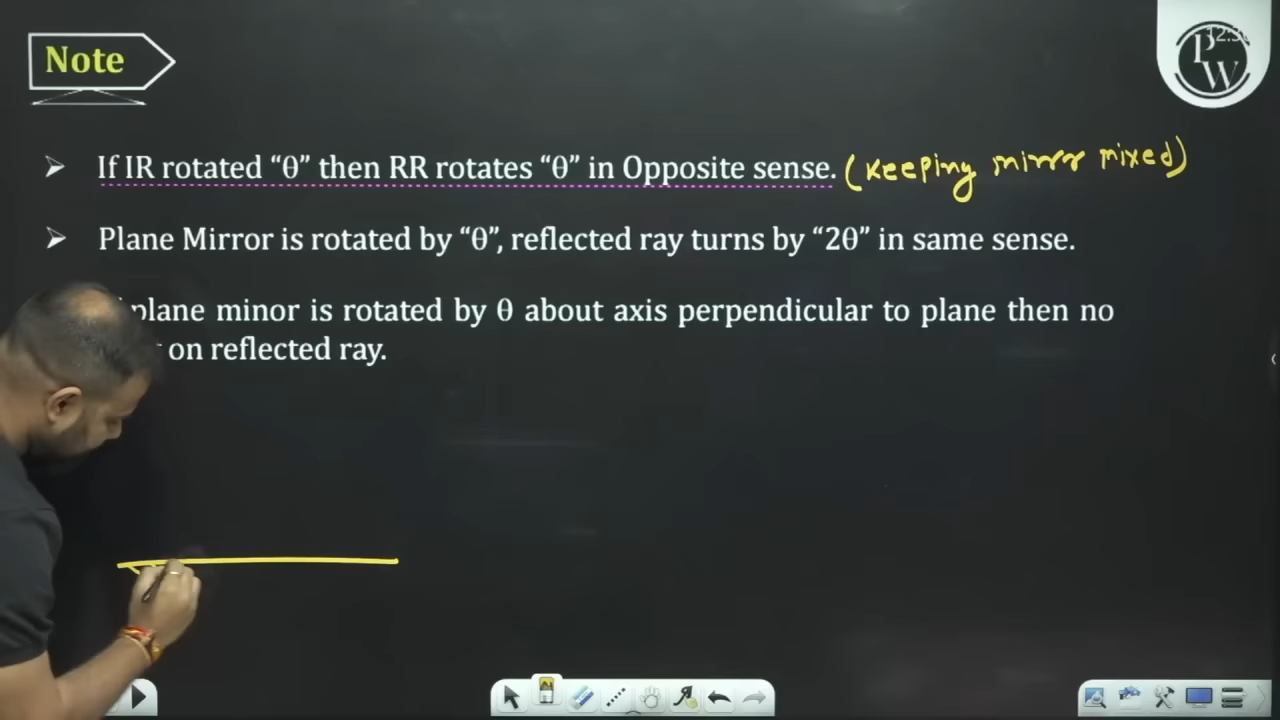 Note
PW
If IR rotated “θ” then RR rotates “θ” in Opposite sense. (Keeping mirror mixed)
Plane Mirror is rotated by “θ”, reflected ray turns by “2θ” in same sense.
plane minor is rotated by θ about axis perpendicular to plane then no
on reflected ray.